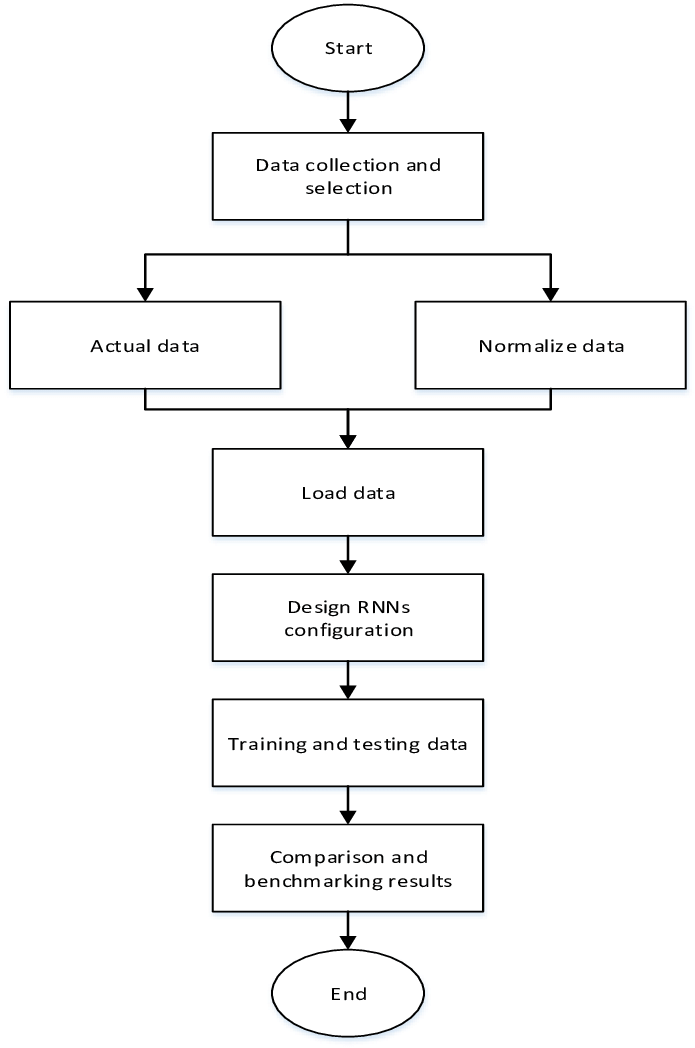 Start
Data collection and
selection
Actual data
Normalize data
Load data
Design RNNs
configuration
Training and testing data
Comparison and
benchmarking results
End